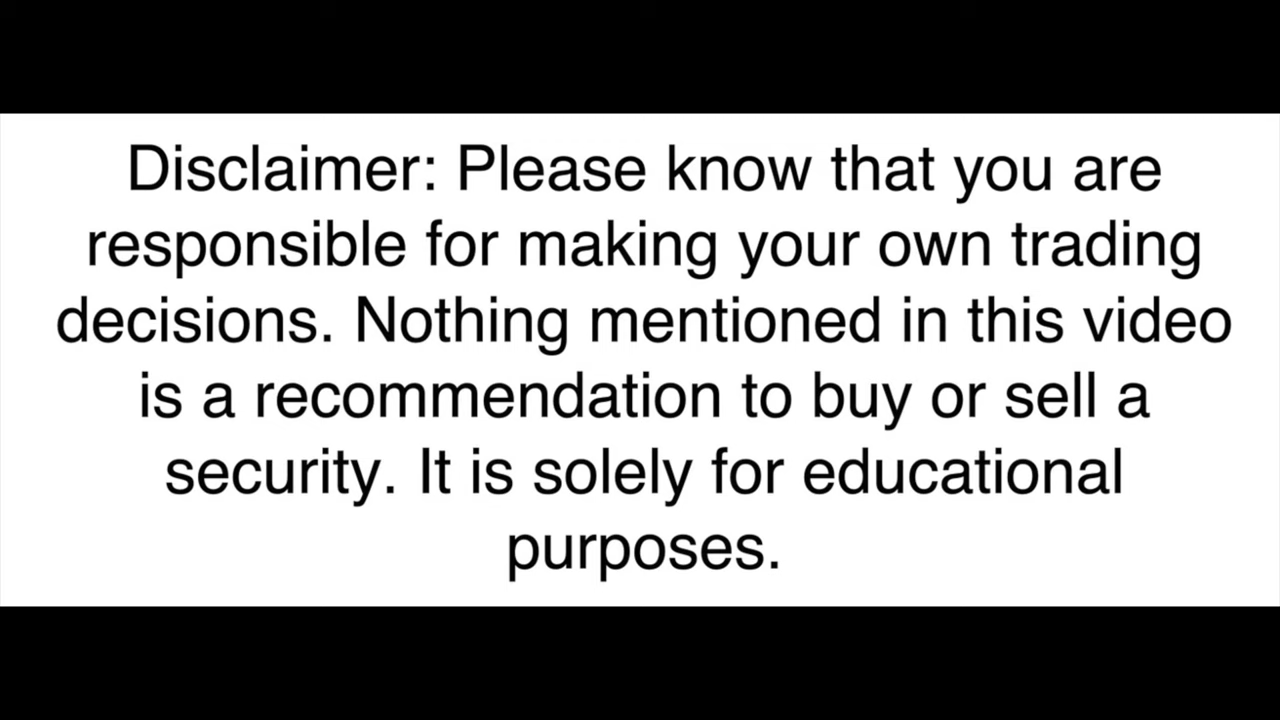 Disclaimer: Please know that you are
responsible for making your own trading
decisions. Nothing mentioned in this video
is a recommendation to buy or sell a
security. It is solely for educational
purposes.